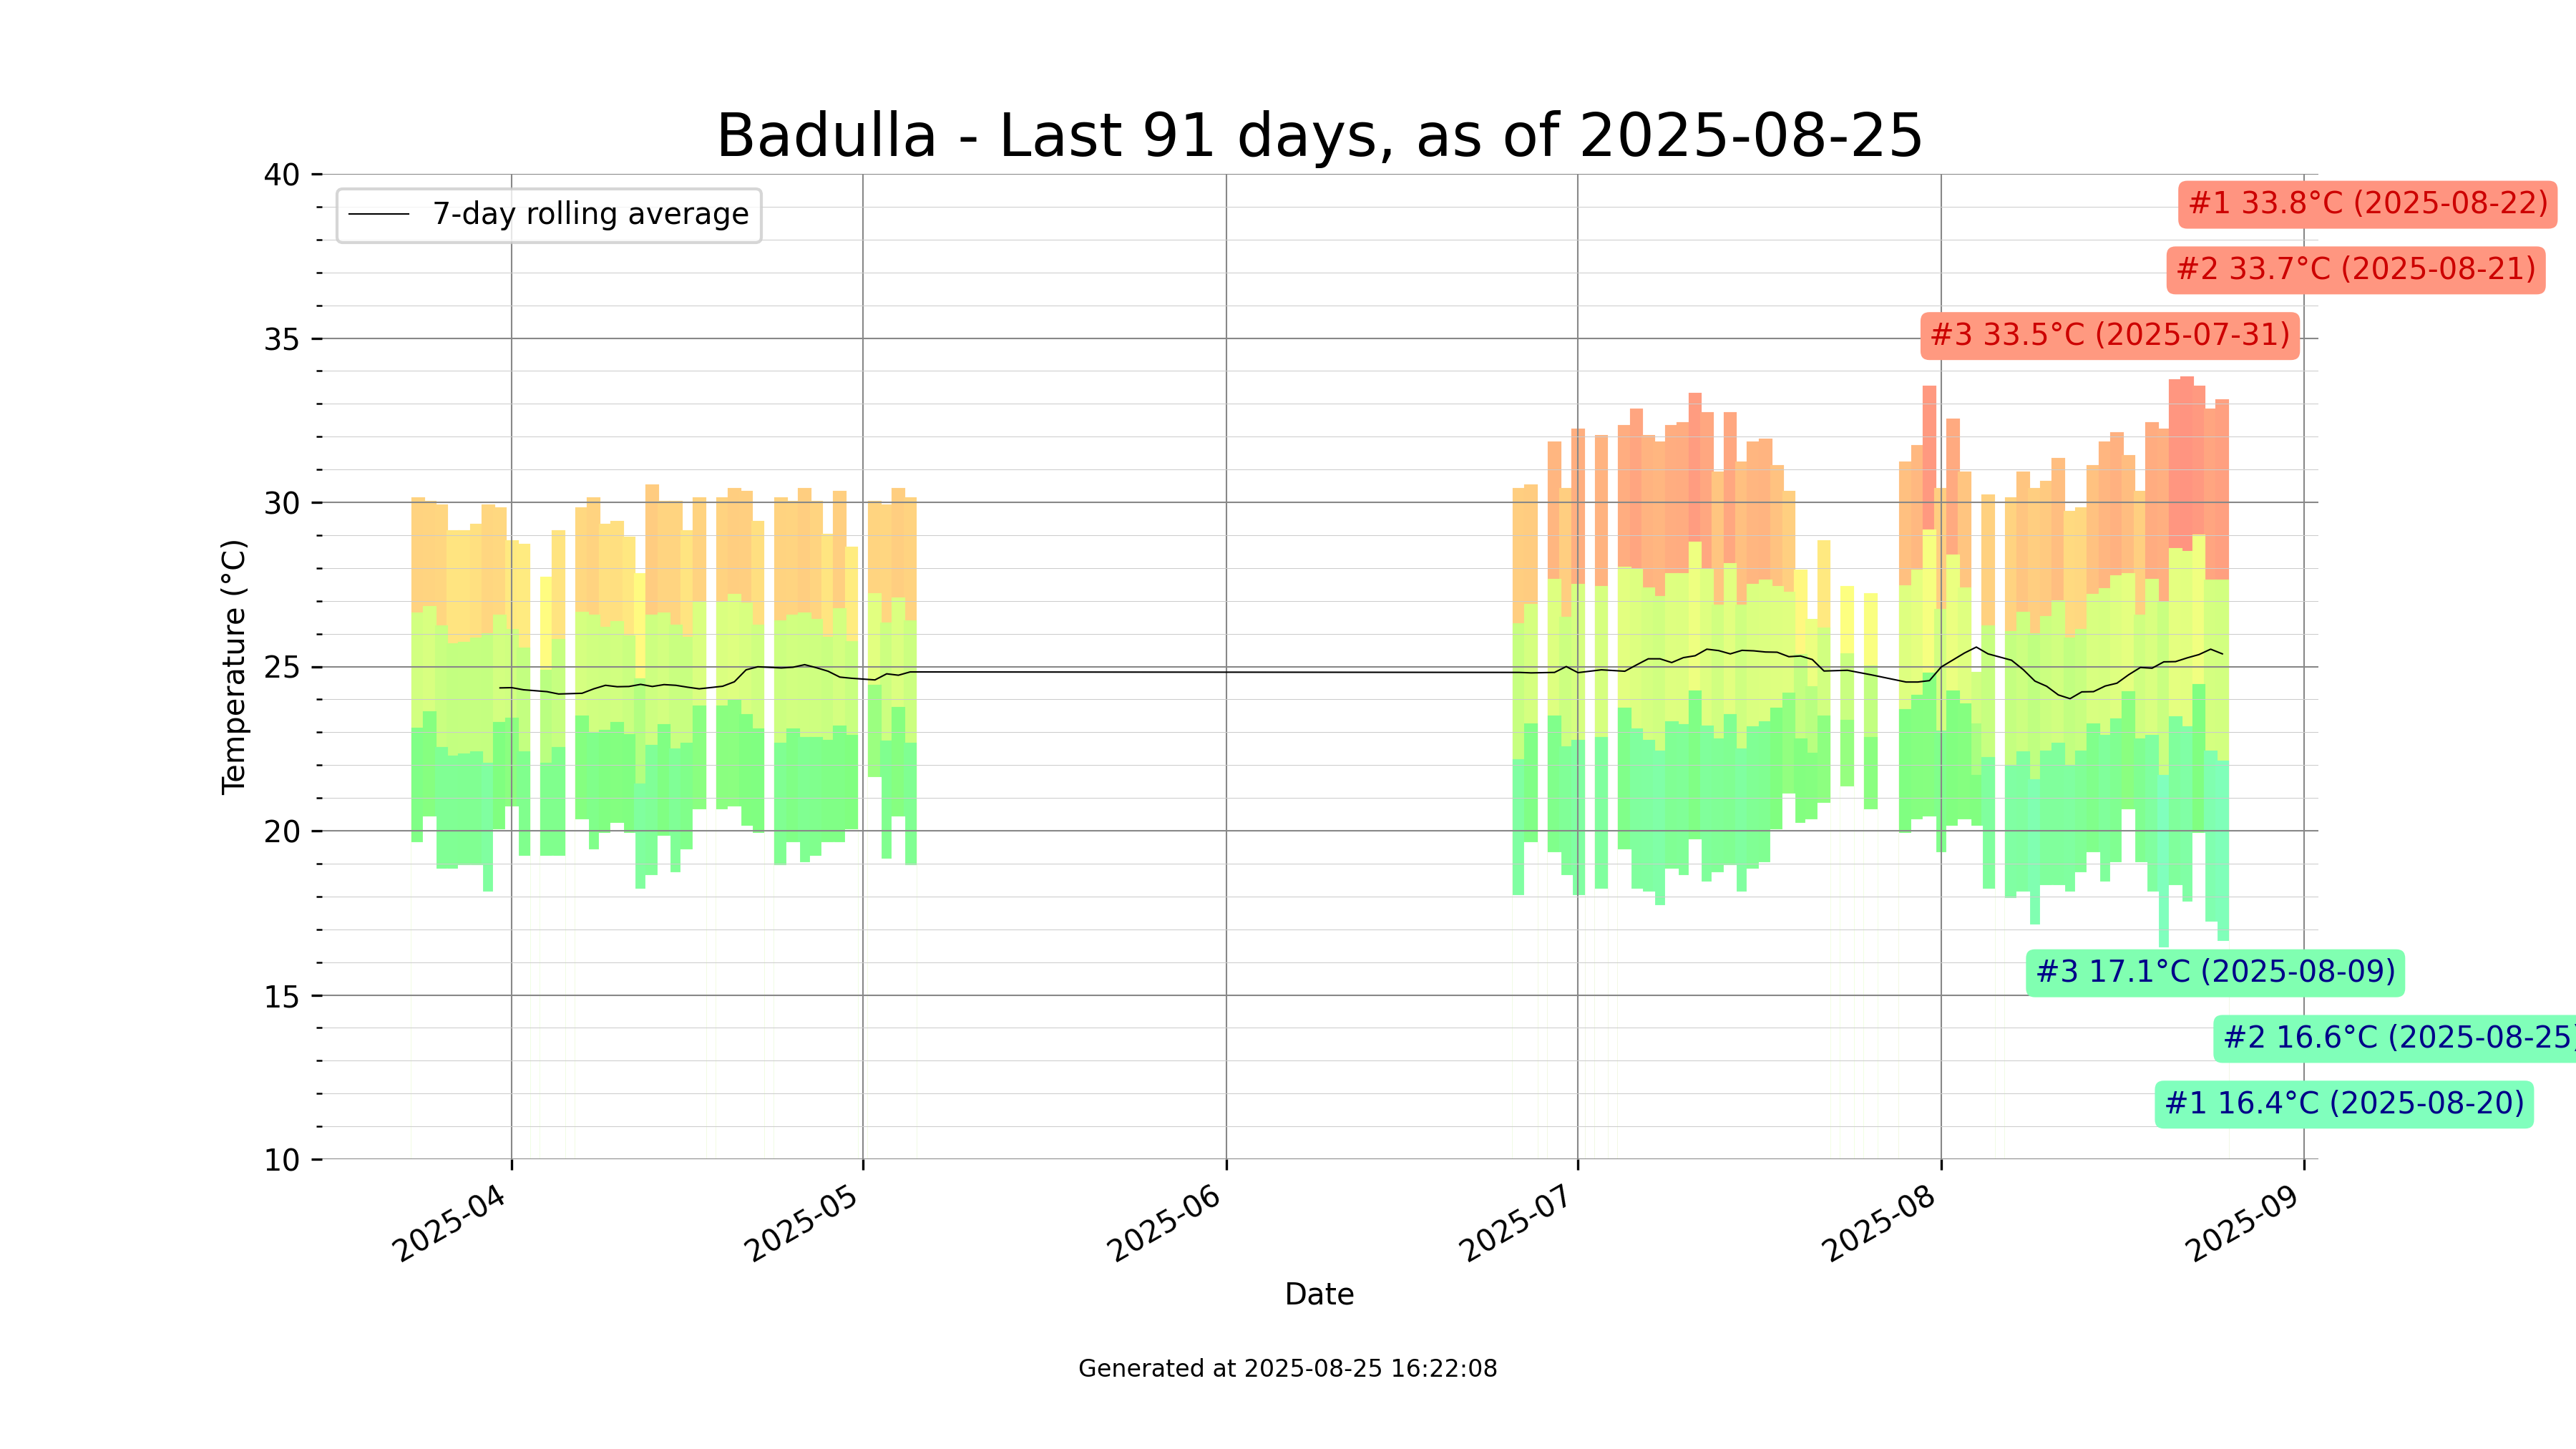 Badulla - Last 91 days, as of 2025-08-25
40
7-day rolling average
#1 33.8°C (2025-08-22)
#2 33.7°C (2025-08-21)
#3 33.5°C (2025-07-31)
35
30
25
20
15
10
Temperature (°C)
#3 17.1°C (2025-08-09)
#2 16.6°C (2025-08-25)
#1 16.4°C (2025-08-20)
2025-04
2025-05
2025-06
2025-07
2025-08
2025-09
Date
Generated at 2025-08-25 16:22:08